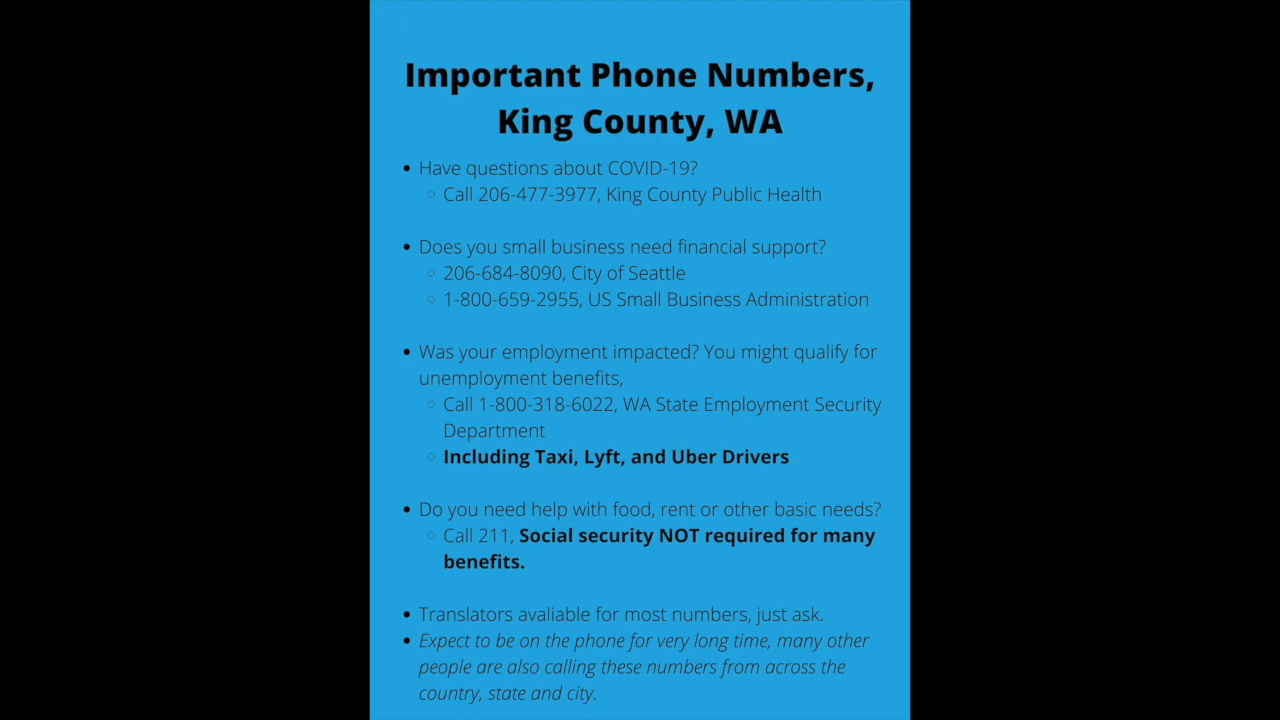 Important Phone Numbers,
King County, WA
• Have questions about COVID-19?
○ Call 206-477-3977, King County Public Health
• Does you small business need financial support?
○ 206-684-8090, City of Seattle
○ 1-800-659-2955, US Small Business Administration
• Was your employment impacted? You might qualify for
unemployment benefits,
○ Call 1-800-318-6022, WA State Employment Security
Department
○ Including Taxi, Lyft, and Uber Drivers
• Do you need help with food, rent or other basic needs?
○ Call 211, Social security NOT required for many
benefits.
• Translators avaliable for most numbers, just ask.
• Expect to be on the phone for very long time, many other
people are also calling these numbers from across the
country, state and city.